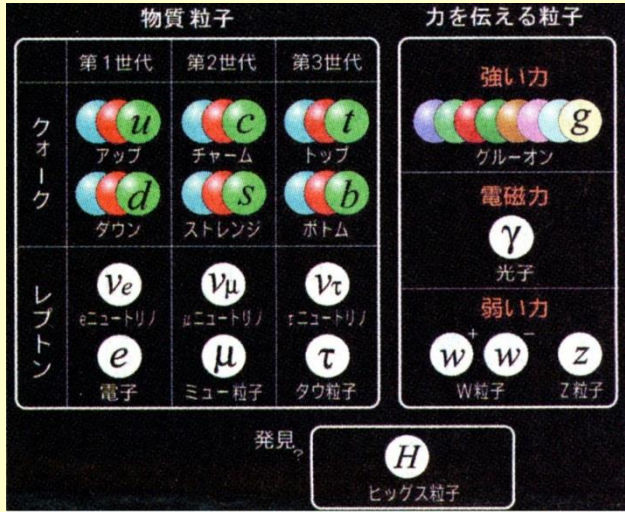 物質粒子
力を伝える粒子
第1世代 第2世代 第3世代
クォーク
u c t
アップ チャーム トップ
d s b
ダウン ストレンジ ボトム
レプトン
νe νμ ντ
eニュートリノ μニュートリノ τニュートリノ
e μ τ
電子 ミュー粒子 タウ粒子
強い力
g
グルーオン
電磁力
γ
光子
弱い力
W+ W- Z
W粒子 Z粒子
発見?
H
ヒッグス粒子